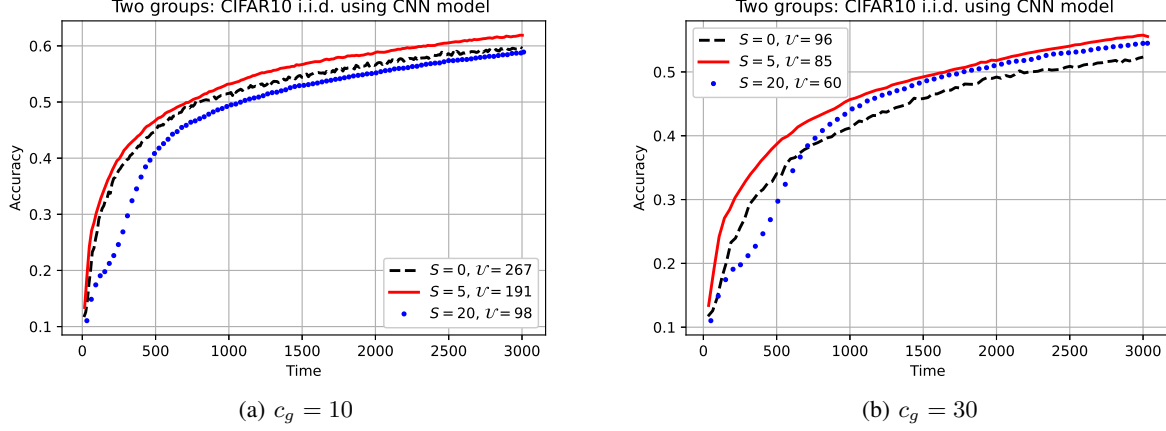 Two groups: CIFAR10 i.i.d. using CNN model
0.6
0.5
0.4
0.3
0.2
0.1
Accuracy
S = 0, 𝒰 = 267
S = 5, 𝒰 = 191
S = 20, 𝒰 = 98
0 500 1000 1500 2000 2500 3000
Time
(a) c_g = 10
Two groups: CIFAR10 i.i.d. using CNN model
S = 0, 𝒰 = 96
S = 5, 𝒰 = 85
S = 20, 𝒰 = 60
0.5
0.4
0.3
0.2
0.1
Accuracy
0 500 1000 1500 2000 2500 3000
Time
(b) c_g = 30